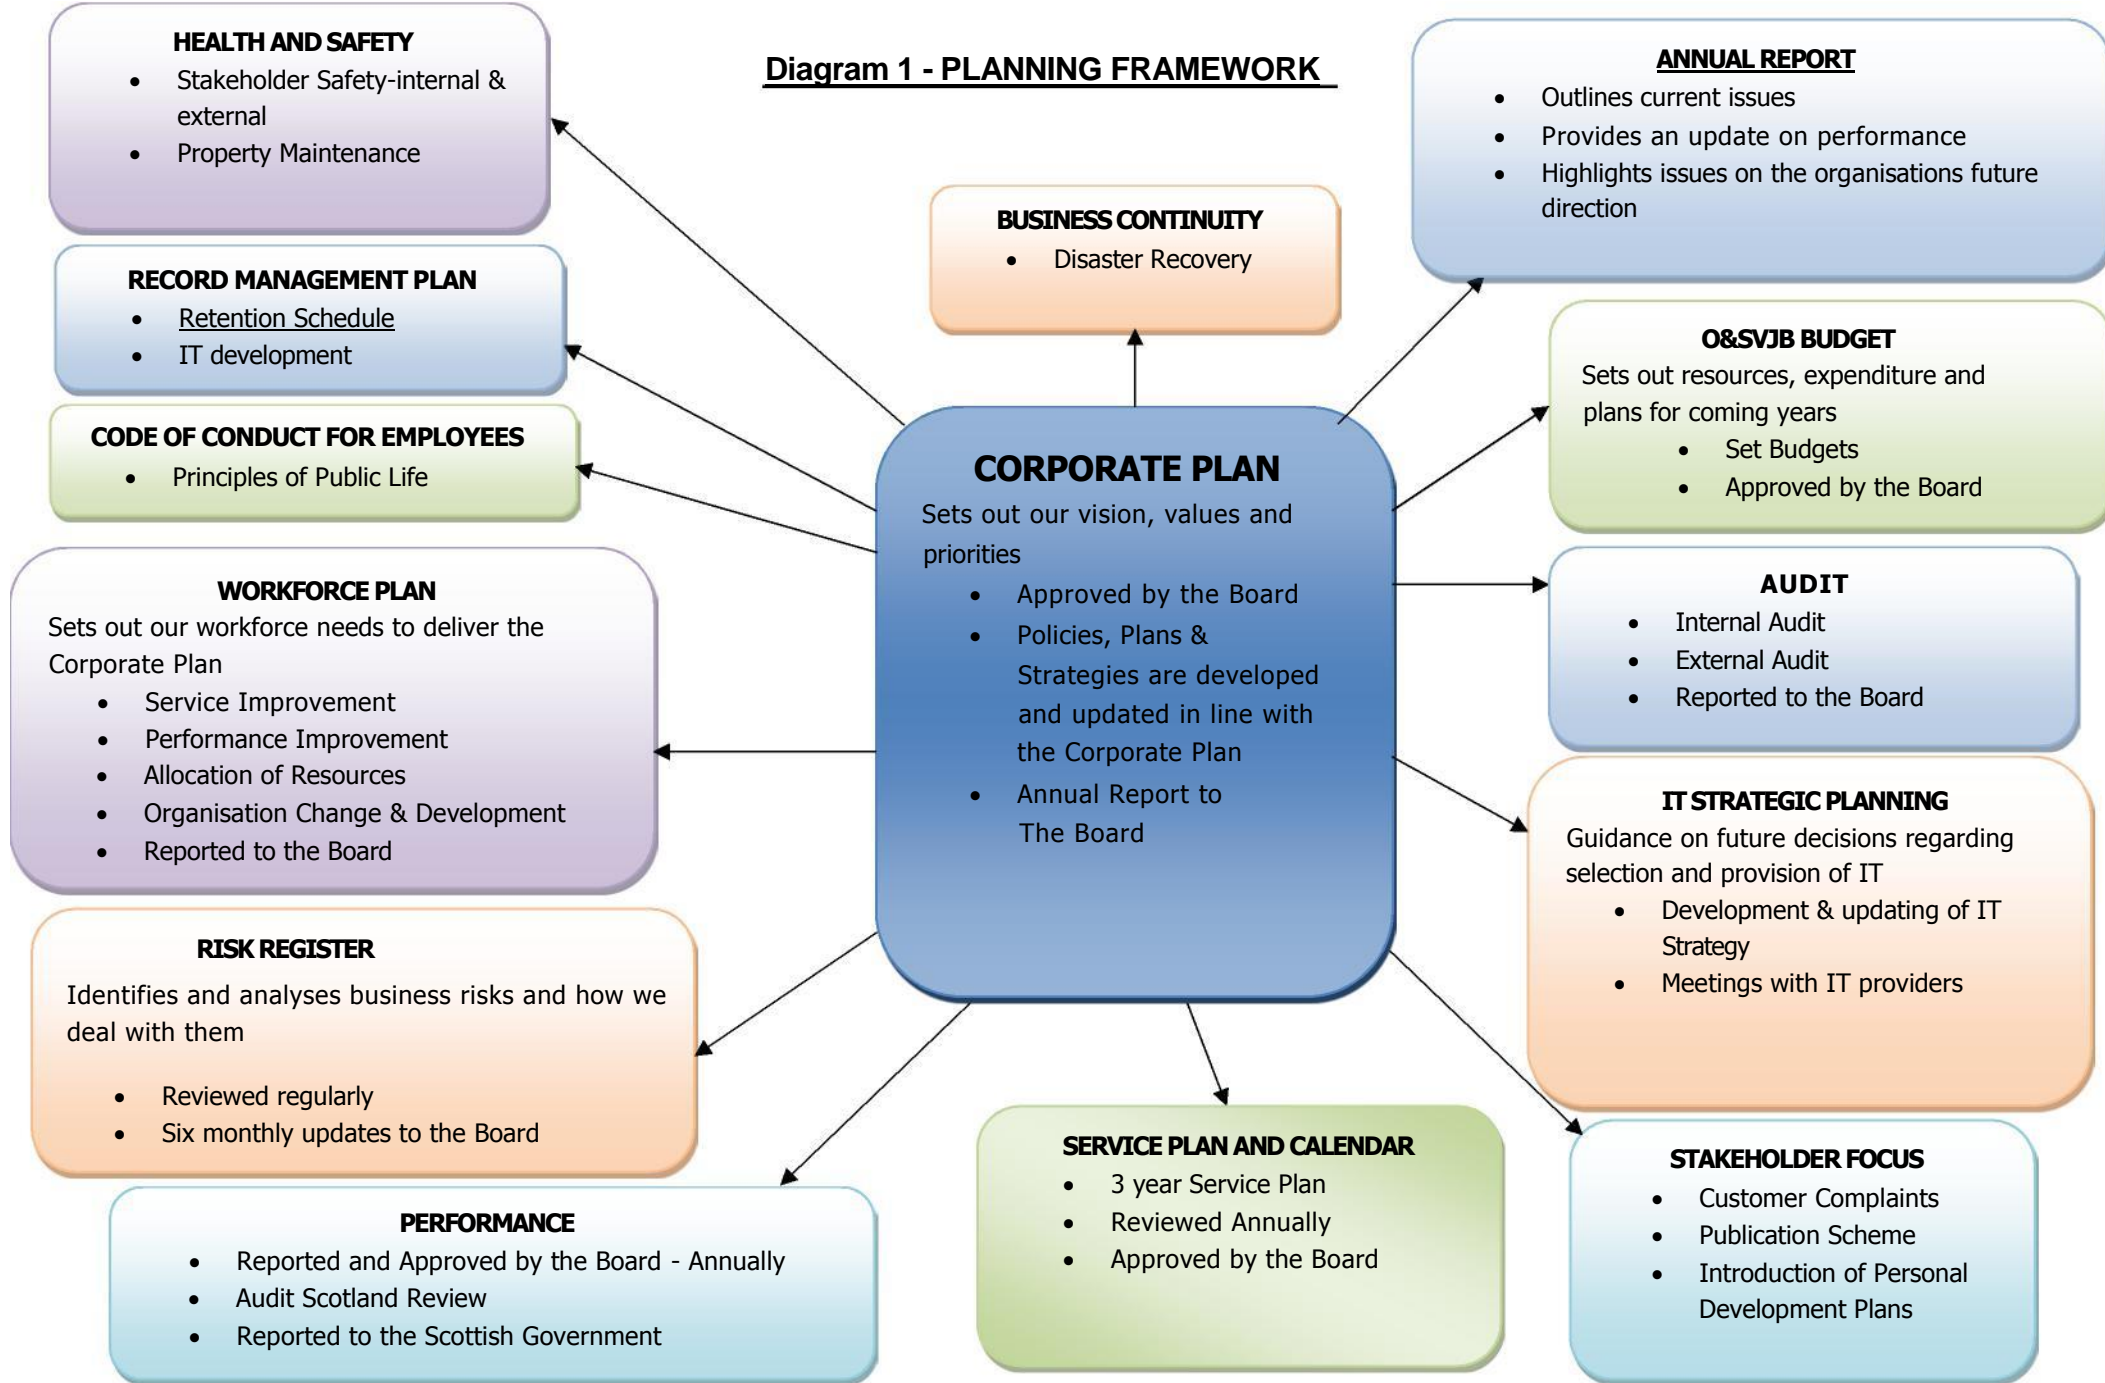 Diagram 1 - PLANNING FRAMEWORK
HEALTH AND SAFETY
• Stakeholder Safety-internal &
external
• Property Maintenance
RECORD MANAGEMENT PLAN
• Retention Schedule
• IT development
CODE OF CONDUCT FOR EMPLOYEES
• Principles of Public Life
WORKFORCE PLAN
Sets out our workforce needs to deliver the
Corporate Plan
• Service Improvement
• Performance Improvement
• Allocation of Resources
• Organisation Change & Development
• Reported to the Board
RISK REGISTER
Identifies and analyses business risks and how we
deal with them
• Reviewed regularly
• Six monthly updates to the Board
PERFORMANCE
• Reported and Approved by the Board - Annually
• Audit Scotland Review
• Reported to the Scottish Government
BUSINESS CONTINUITY
• Disaster Recovery
CORPORATE PLAN
Sets out our vision, values and
priorities
• Approved by the Board
• Policies, Plans &
Strategies are developed
and updated in line with
the Corporate Plan
• Annual Report to
The Board
SERVICE PLAN AND CALENDAR
• 3 year Service Plan
• Reviewed Annually
• Approved by the Board
ANNUAL REPORT
• Outlines current issues
• Provides an update on performance
• Highlights issues on the organisations future
direction
O&SVJB BUDGET
Sets out resources, expenditure and
plans for coming years
• Set Budgets
• Approved by the Board
AUDIT
• Internal Audit
• External Audit
• Reported to the Board
IT STRATEGIC PLANNING
Guidance on future decisions regarding
selection and provision of IT
• Development & updating of IT
Strategy
• Meetings with IT providers
STAKEHOLDER FOCUS
• Customer Complaints
• Publication Scheme
• Introduction of Personal
Development Plans